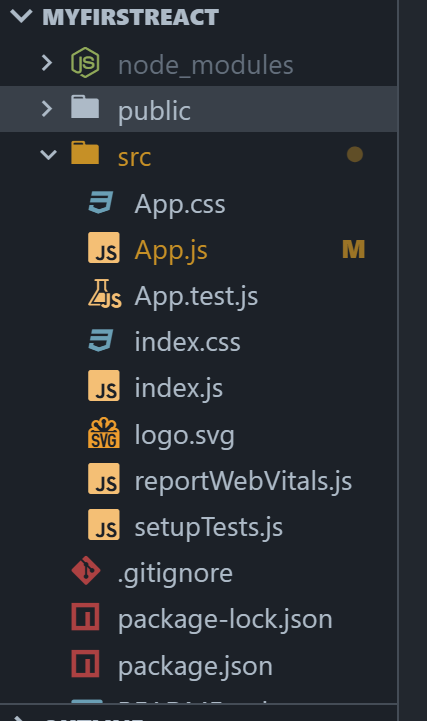 MYFIRSTREACT
JS node_modules
public
src
App.css
JS App.js M
JS App.test.js
index.css
JS index.js
SVG logo.svg
JS reportWebVitals.js
JS setupTests.js
.gitignore
package-lock.json
package.json